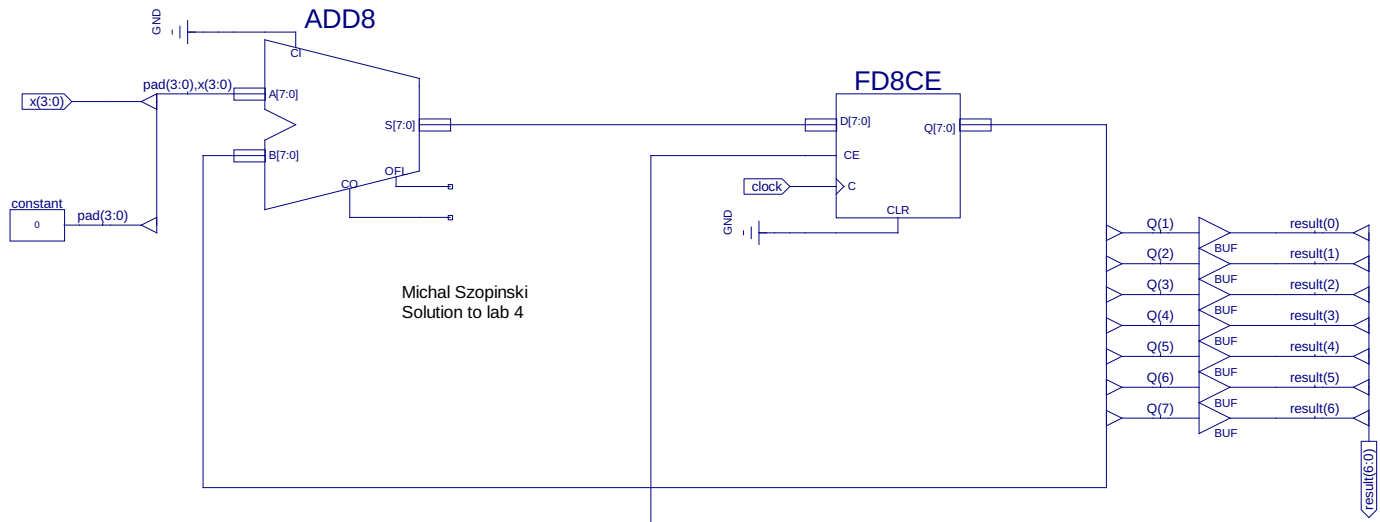 ADD8
GND
CI
pad(3:0),x(3:0)
x(3:0)
A[7:0]
S[7:0]
B[7:0]
OFL
CO
constant
0
pad(3:0)
FD8CE
D[7:0]
Q[7:0]
CE
clock
C
CLR
GND
Michal Szopinski
Solution to lab 4
Q(1)
BUF
result(0)
Q(2)
BUF
result(1)
Q(3)
BUF
result(2)
Q(4)
BUF
result(3)
Q(5)
BUF
result(4)
Q(6)
BUF
result(5)
Q(7)
BUF
result(6)
result(6:0)